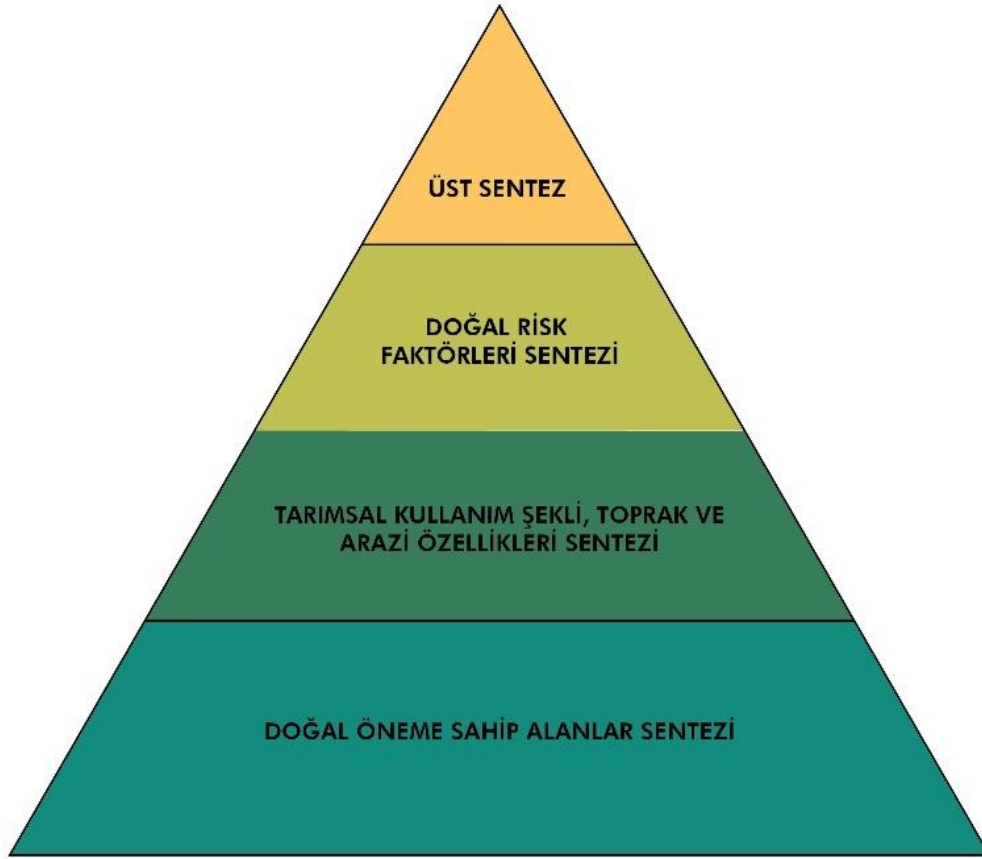 ÜST SENTEZ
DOĞAL RİSK
FAKTÖRLERİ SENTEZİ
TARIMSAL KULLANIM ŞEKLİ, TOPRAK VE
ARAZİ ÖZELLİKLERİ SENTEZİ
DOĞAL ÖNEME SAHİP ALANLAR SENTEZİ